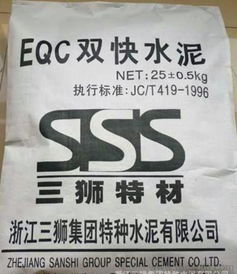 EQC双快水泥
NET:25±0.5kg
执行标准:JC/T419-1996
SSS
三狮特材
浙江三狮集团特种水泥有限公司
ZHEJIANG SANSHI GROUP SPECIAL CEMENT CO.,LTD.